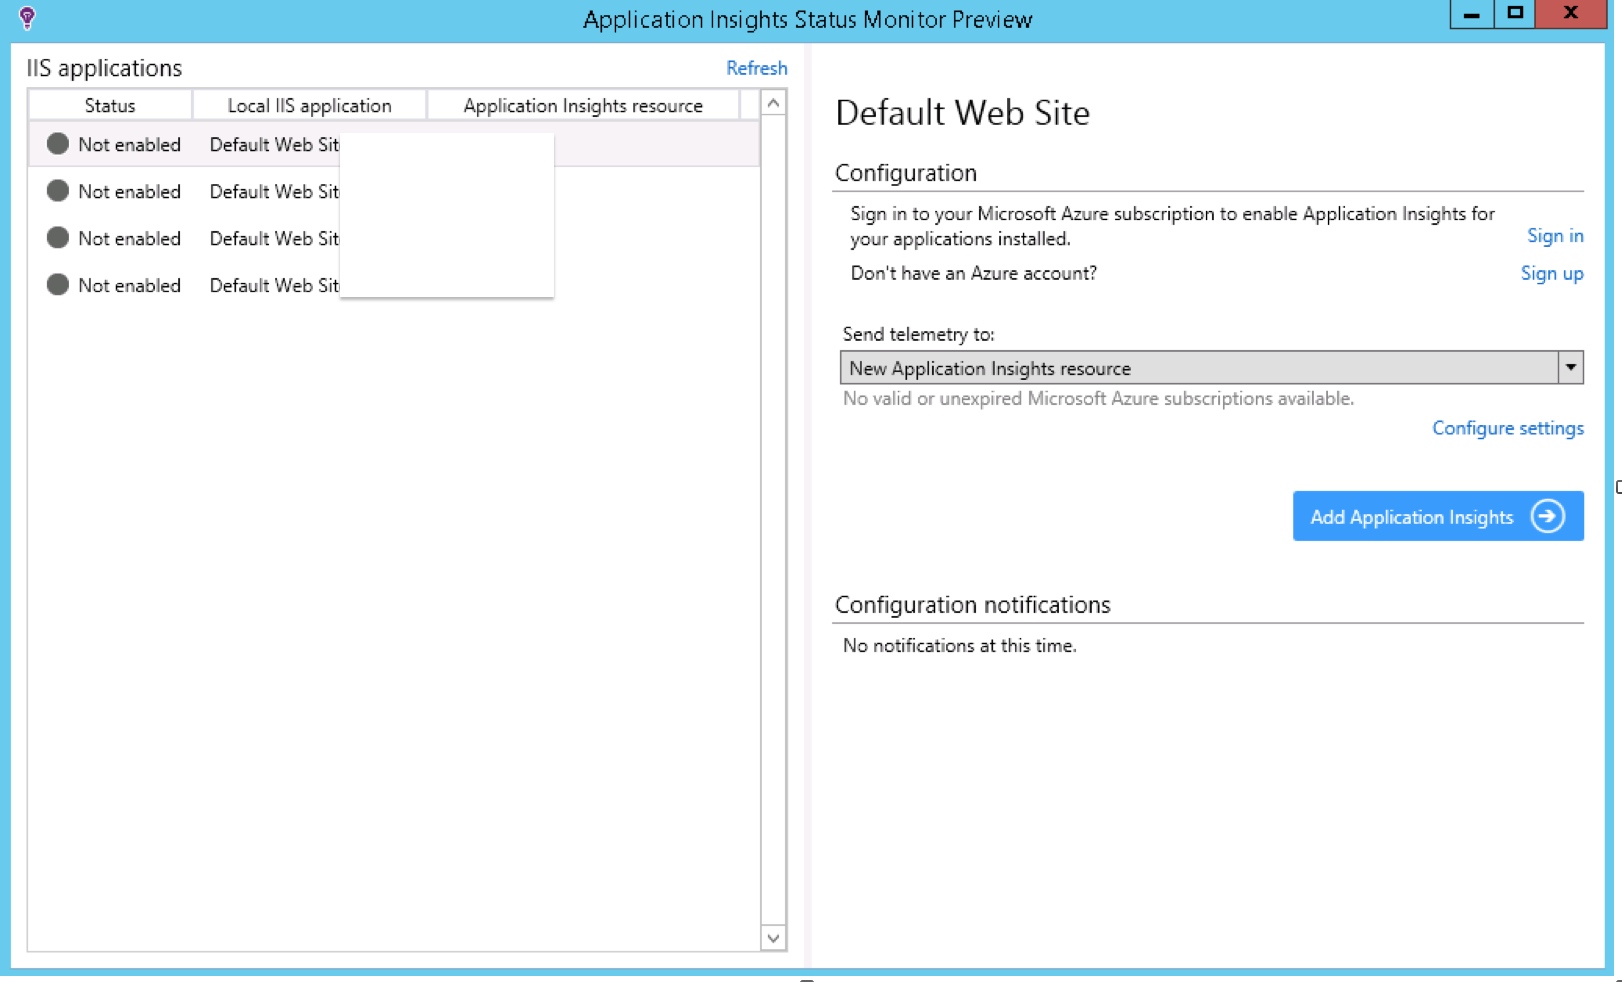 Application Insights Status Monitor Preview
IIS applications
Refresh
Status
Local IIS application
Application Insights resource
Not enabled
Default Web Sit
Not enabled
Default Web Sit
Not enabled
Default Web Sit
Not enabled
Default Web Sit
Default Web Site
Configuration
Sign in to your Microsoft Azure subscription to enable Application Insights for
your applications installed.
Sign in
Don't have an Azure account?
Sign up
Send telemetry to:
New Application Insights resource
No valid or unexpired Microsoft Azure subscriptions available.
Configure settings
Add Application Insights
Configuration notifications
No notifications at this time.